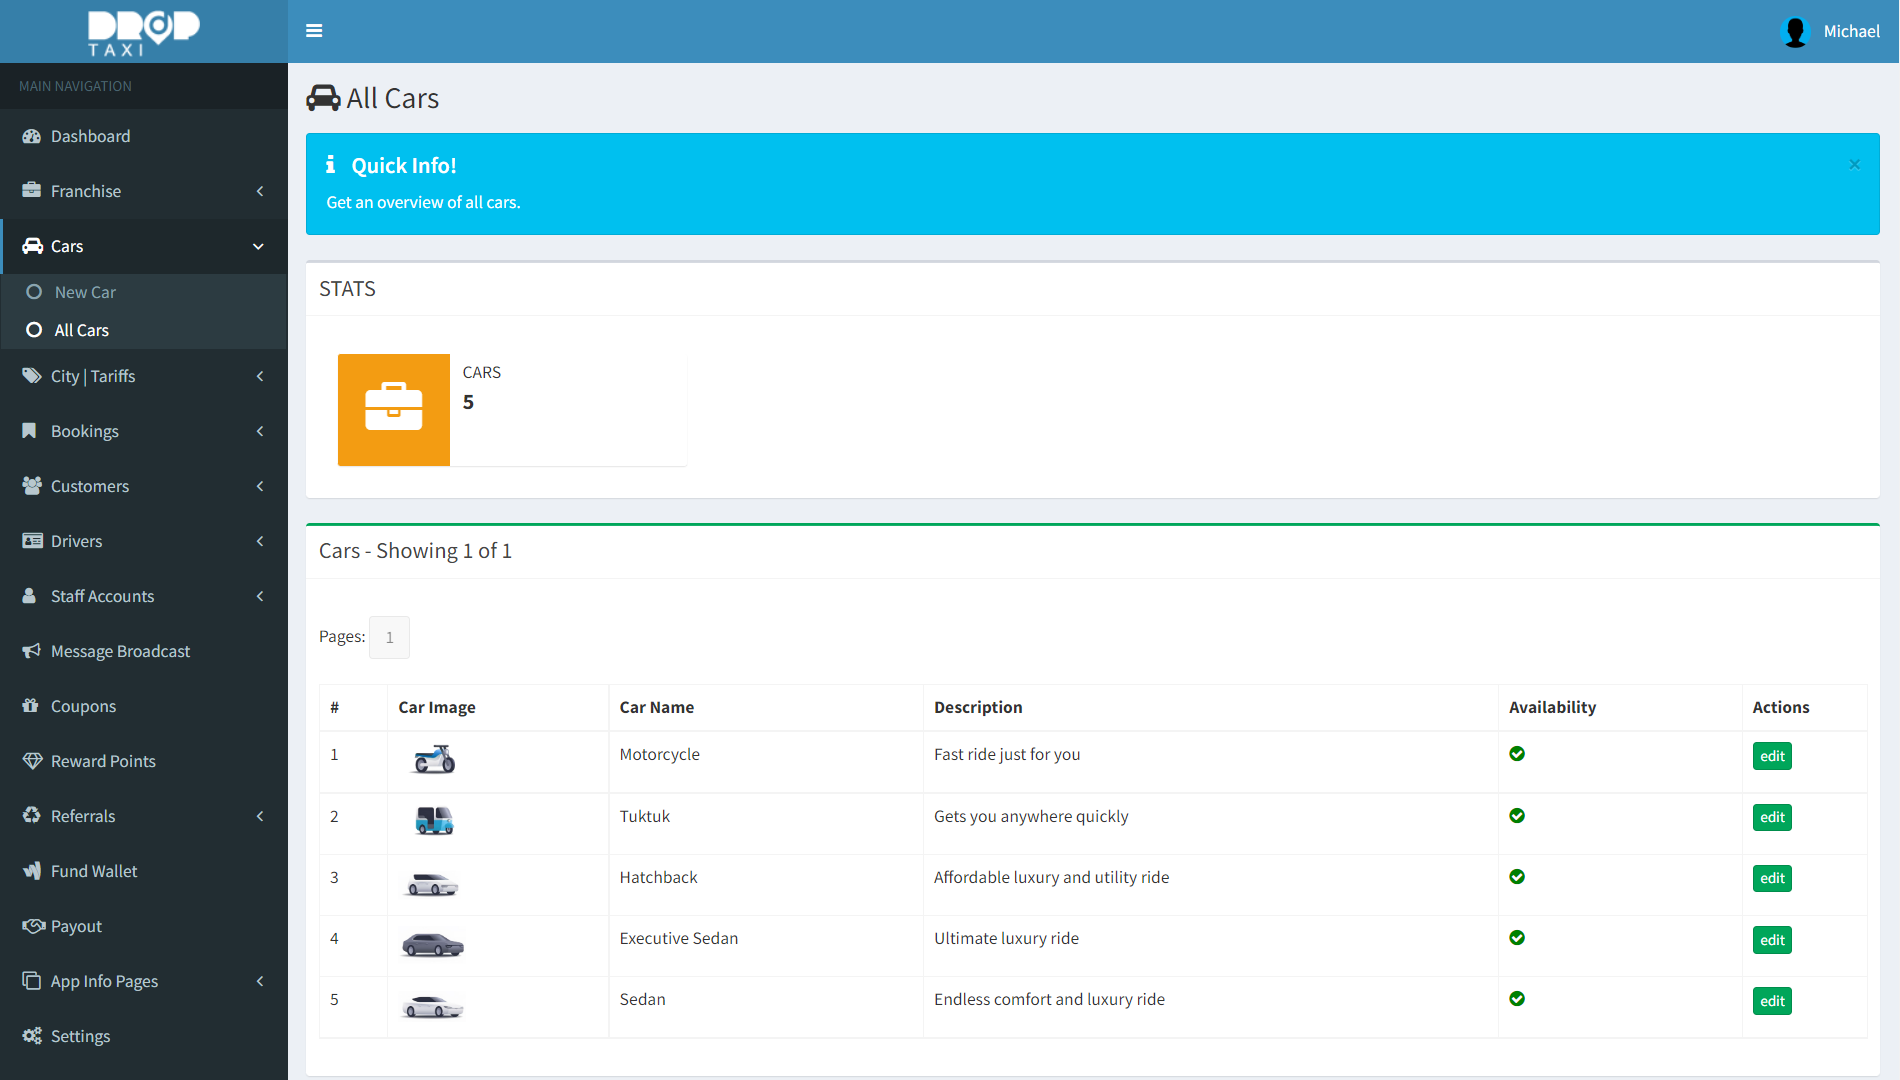 DROP
TAXI
Michael
MAIN NAVIGATION
Dashboard
Franchise
Cars
New Car
All Cars
City | Tariffs
Bookings
Customers
Drivers
Staff Accounts
Message Broadcast
Coupons
Reward Points
Referrals
Fund Wallet
Payout
App Info Pages
Settings
All Cars
Quick Info!
×
Get an overview of all cars.
STATS
CARS
5
Cars - Showing 1 of 1
Pages: 1
# Car Image Car Name Description Availability Actions
1 Motorcycle Fast ride just for you edit
2 Tuktuk Gets you anywhere quickly edit
3 Hatchback Affordable luxury and utility ride edit
4 Executive Sedan Ultimate luxury ride edit
5 Sedan Endless comfort and luxury ride edit